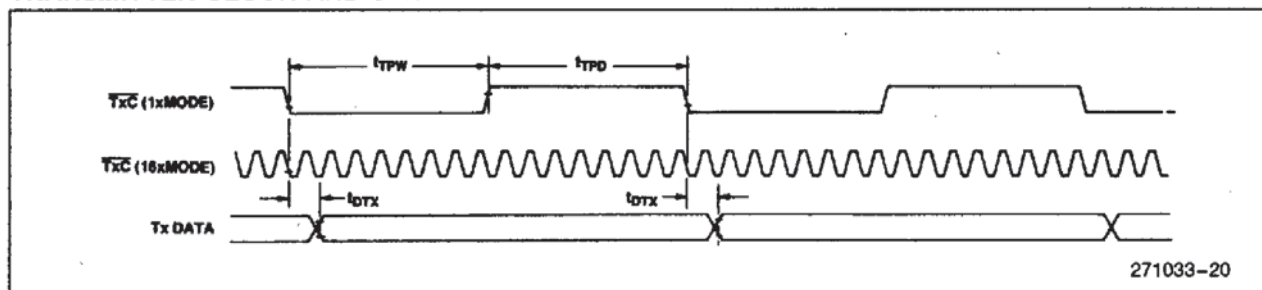 tTPW
tTPD
TxC (1xMODE)
TxC (16xMODE)
tDTX
tDTX
Tx DATA
271033-20